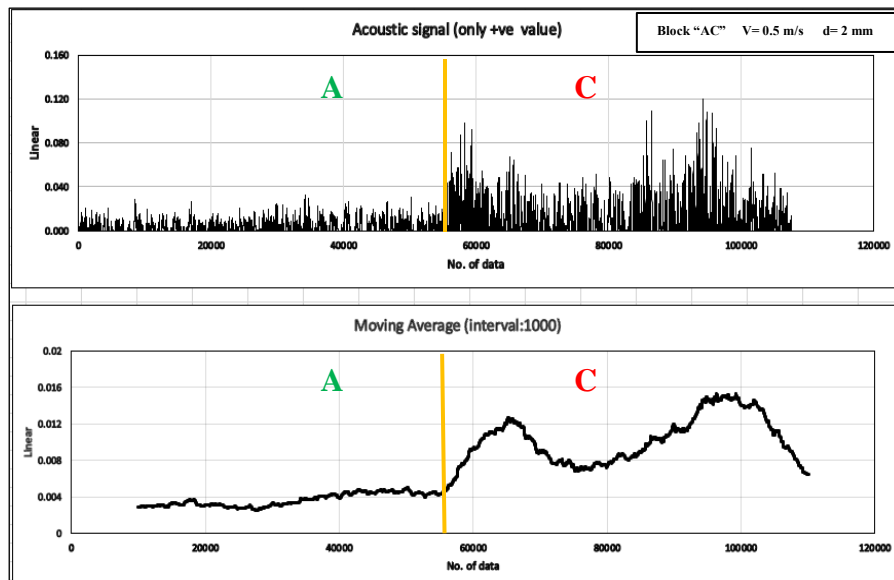 Acoustic signal (only +ve value)
Block “AC” V= 0.5 m/s d= 2 mm
0.160
0.120
0.080
0.040
0.000
Linear
A
C
0 20000 40000 60000 80000 100000 120000
No. of data
Moving Average (interval:1000)
0.02
0.016
0.012
0.008
0.004
0
Linear
A
C
0 20000 40000 60000 80000 100000 120000
No. of data